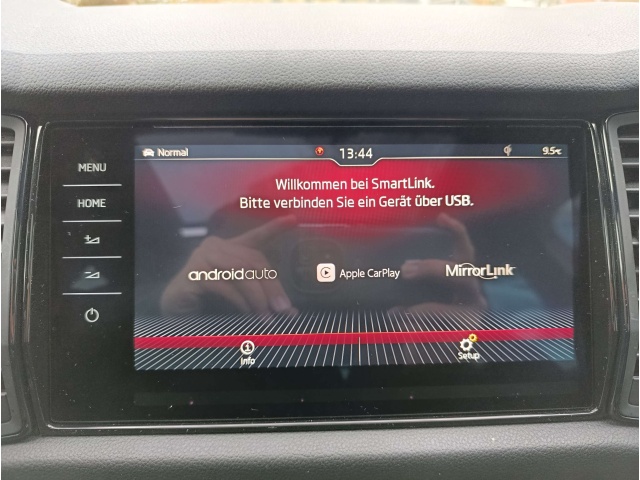 MENU
HOME
Normal
13:44
9.5°C
Willkommen bei SmartLink.
Bitte verbinden Sie ein Gerät über USB.
androidauto
Apple CarPlay
MirrorLink
Info
Setup